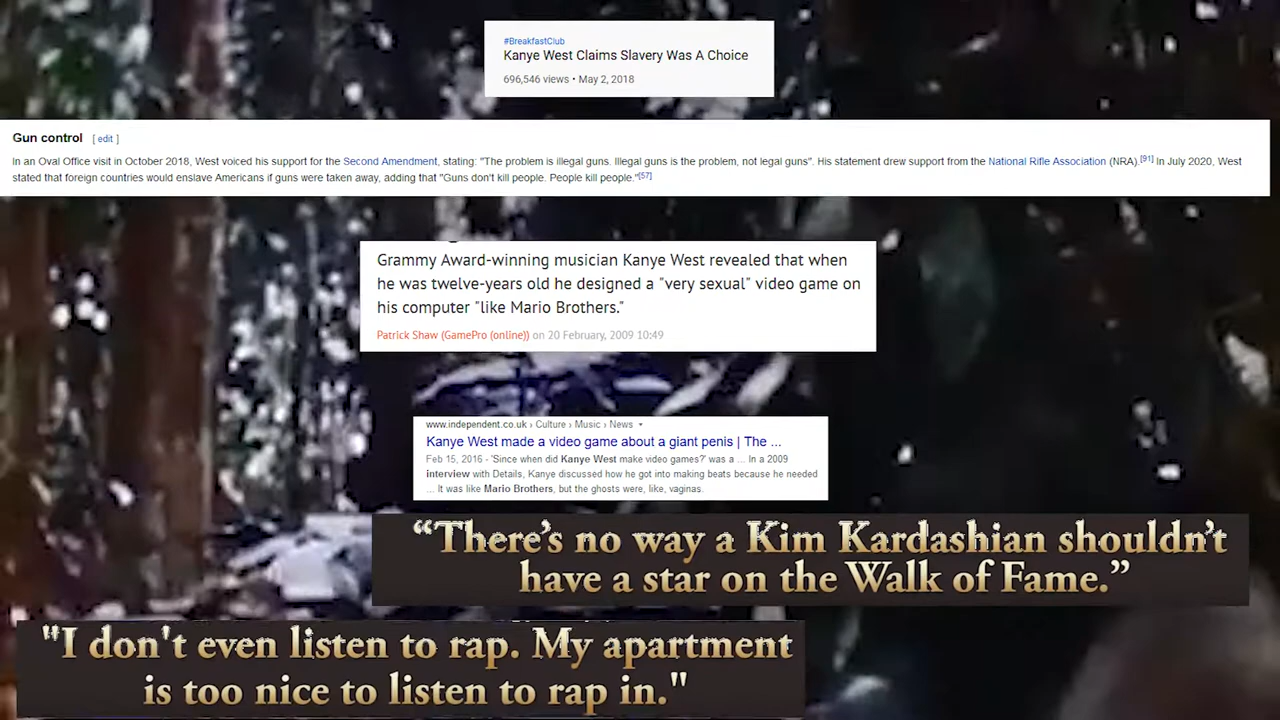 #BreakfastClub
Kanye West Claims Slavery Was A Choice
696,546 views • May 2, 2018
Gun control [ edit ]
In an Oval Office visit in October 2018, West voiced his support for the Second Amendment, stating: "The problem is illegal guns. Illegal guns is the problem, not legal guns". His statement drew support from the National Rifle Association (NRA).[91] In July 2020, West
stated that foreign countries would enslave Americans if guns were taken away, adding that "Guns don't kill people. People kill people."[57]
Grammy Award-winning musician Kanye West revealed that when
he was twelve-years old he designed a "very sexual" video game on
his computer "like Mario Brothers."
Patrick Shaw (GamePro (online)) on 20 February, 2009 10:49
www.independent.co.uk › Culture › Music › News
Kanye West made a video game about a giant penis | The ...
Feb 15, 2016 - 'Since when did Kanye West make video games?' was a ... In a 2009
interview with Details, Kanye discussed how he got into making beats because he needed
... It was like Mario Brothers, but the ghosts were, like, vaginas.
“There’s no way a Kim Kardashian shouldn’t
have a star on the Walk of Fame.”
"I don't even listen to rap. My apartment
is too nice to listen to rap in."